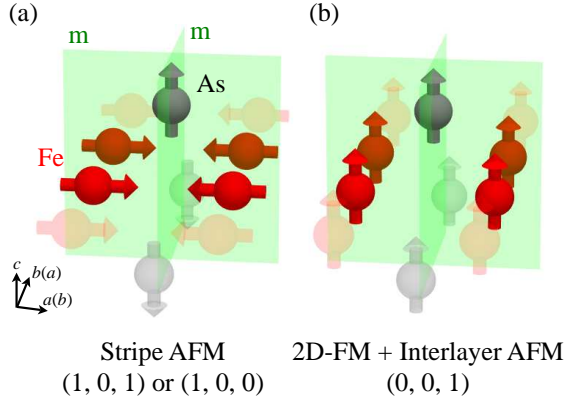 (a)
(b)
m
m
As
Fe
c
b(a)
a(b)
Stripe AFM
(1, 0, 1) or (1, 0, 0)
2D-FM + Interlayer AFM
(0, 0, 1)